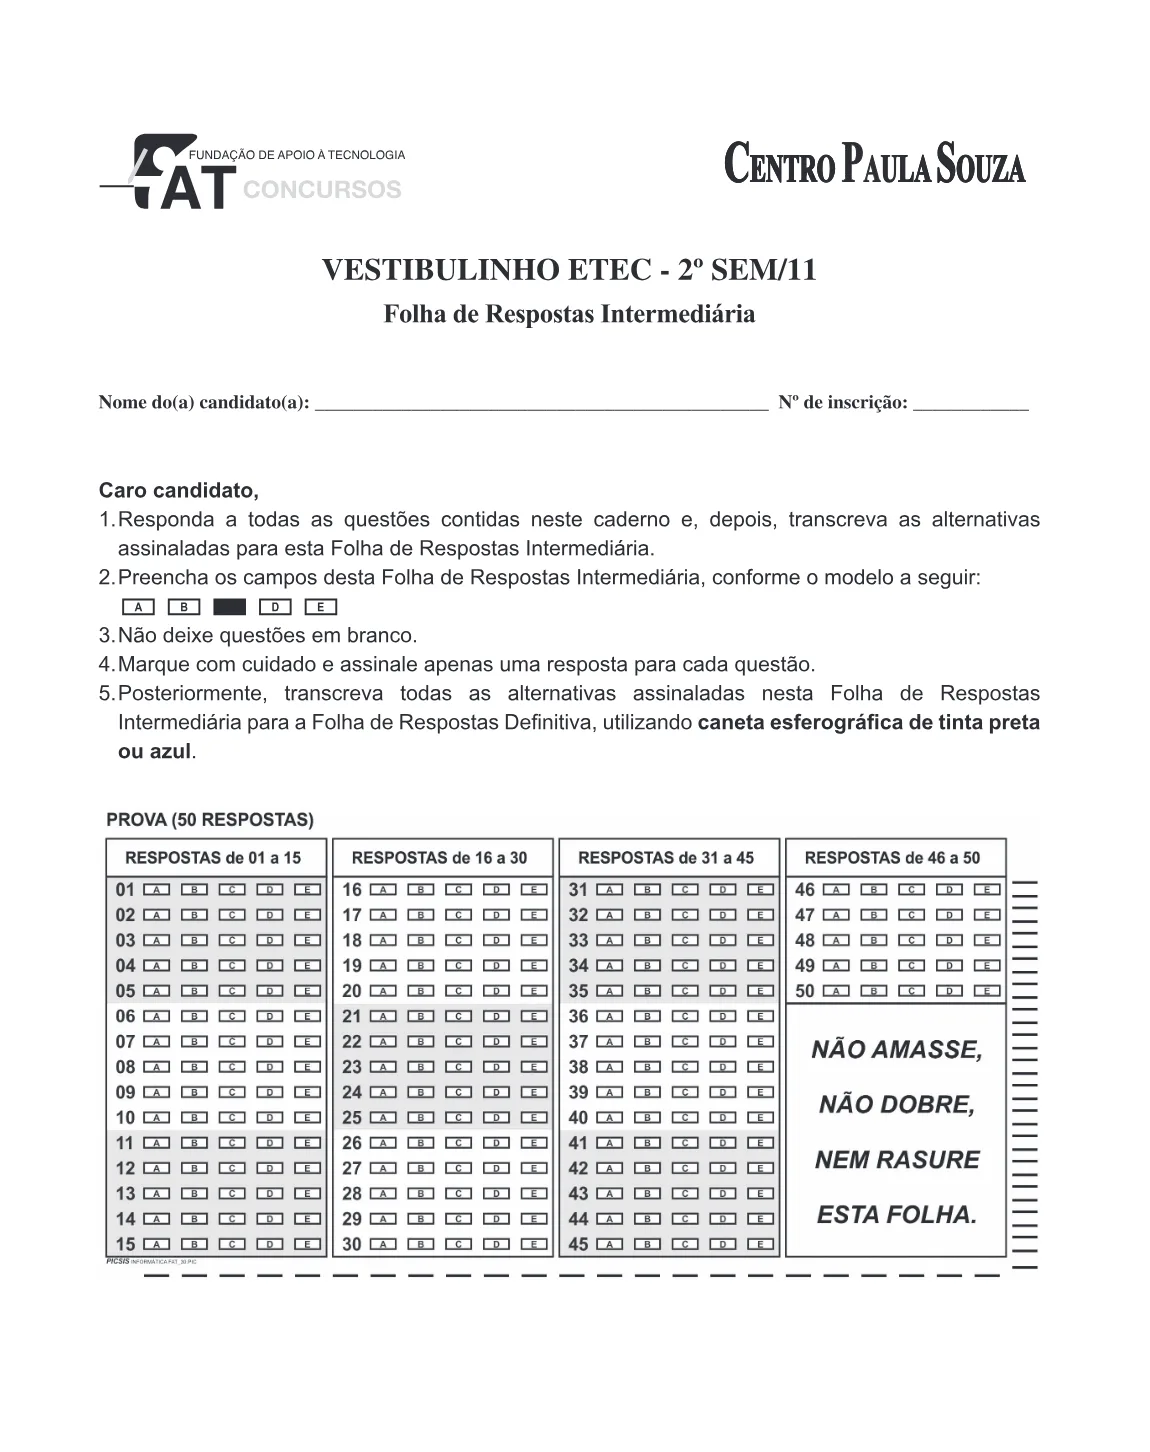 FUNDAÇÃO DE APOIO À TECNOLOGIA
FAT CONCURSOS
CENTRO PAULA SOUZA
VESTIBULINHO ETEC - 2º SEM/11
Folha de Respostas Intermediária
Nome do(a) candidato(a): ______________________________________________ Nº de inscrição: ____________
Caro candidato,
1. Responda a todas as questões contidas neste caderno e, depois, transcreva as alternativas
assinaladas para esta Folha de Respostas Intermediária.
2. Preencha os campos desta Folha de Respostas Intermediária, conforme o modelo a seguir:
A B D E
3. Não deixe questões em branco.
4. Marque com cuidado e assinale apenas uma resposta para cada questão.
5. Posteriormente, transcreva todas as alternativas assinaladas nesta Folha de Respostas
Intermediária para a Folha de Respostas Definitiva, utilizando caneta esferográfica de tinta preta
ou azul.
PROVA (50 RESPOSTAS)
RESPOSTAS de 01 a 15
01 A B C D E
02 A B C D E
03 A B C D E
04 A B C D E
05 A B C D E
06 A B C D E
07 A B C D E
08 A B C D E
09 A B C D E
10 A B C D E
11 A B C D E
12 A B C D E
13 A B C D E
14 A B C D E
15 A B C D E
RESPOSTAS de 16 a 30
16 A B C D E
17 A B C D E
18 A B C D E
19 A B C D E
20 A B C D E
21 A B C D E
22 A B C D E
23 A B C D E
24 A B C D E
25 A B C D E
26 A B C D E
27 A B C D E
28 A B C D E
29 A B C D E
30 A B C D E
RESPOSTAS de 31 a 45
31 A B C D E
32 A B C D E
33 A B C D E
34 A B C D E
35 A B C D E
36 A B C D E
37 A B C D E
38 A B C D E
39 A B C D E
40 A B C D E
41 A B C D E
42 A B C D E
43 A B C D E
44 A B C D E
45 A B C D E
RESPOSTAS de 46 a 50
46 A B C D E
47 A B C D E
48 A B C D E
49 A B C D E
50 A B C D E
NÃO AMASSE,
NÃO DOBRE,
NEM RASURE
ESTA FOLHA.
PICSIS INFORMÁTICA FAT_30.PIC